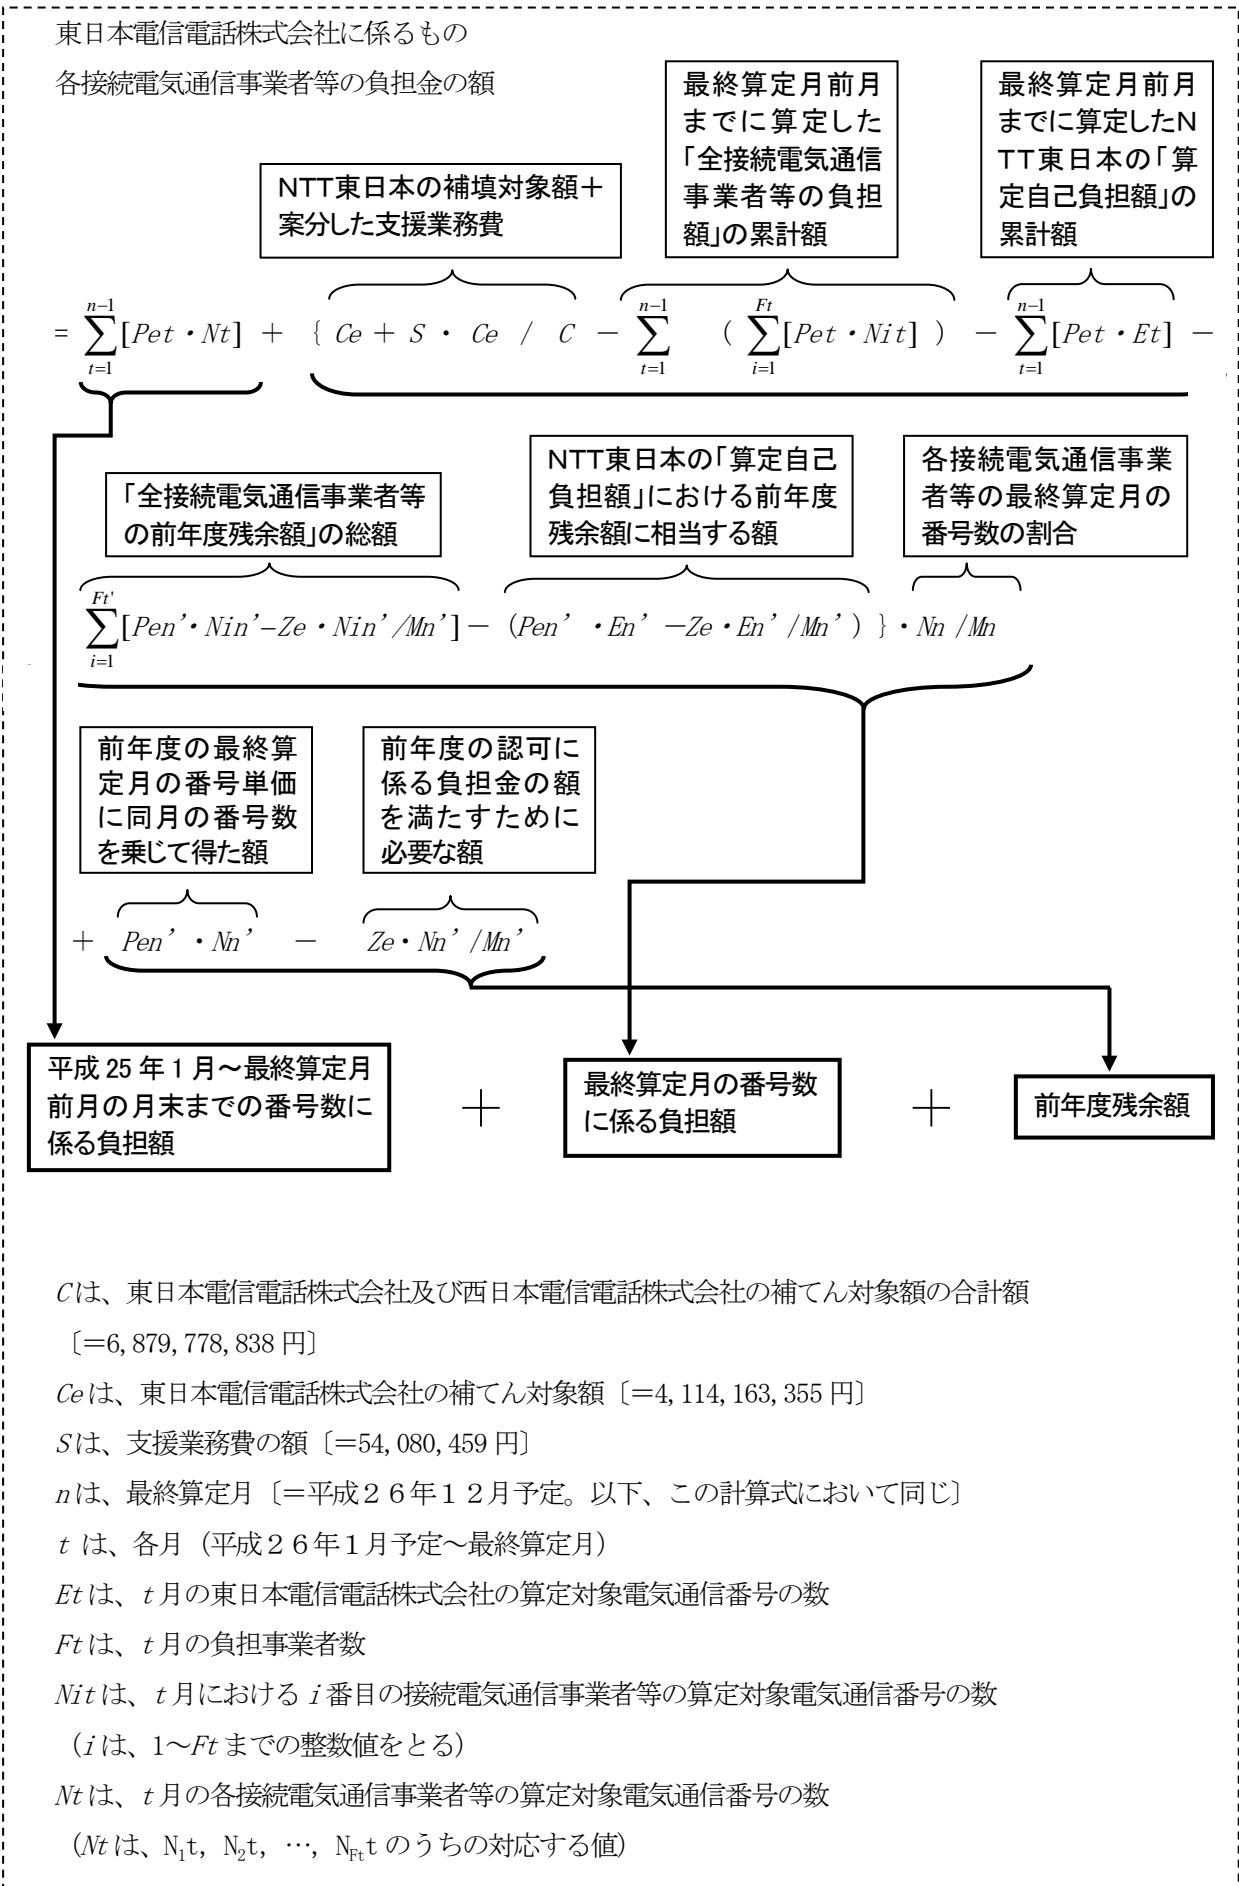 東日本電信電話株式会社に係るもの
各接続電気通信事業者等の負担金の額
最終算定月前月
までに算定した
「全接続電気通信
事業者等の負担
額」の累計額
最終算定月前月
までに算定したN
TT東日本の「算
定自己負担額」の
累計額
NTT東日本の補填対象額＋
案分した支援業務費
= \sum_{t=1}^{n-1}[Pet・Nt] ＋ { Ce + S ・ Ce / C － \sum_{t=1}^{n-1} （ \sum_{i=1}^{Ft}[Pet・Nit] ） － \sum_{t=1}^{n-1}[Pet・Et] －
「全接続電気通信事業者等
の前年度残余額」の総額
NTT東日本の「算定自己
負担額」における前年度
残余額に相当する額
各接続電気通信事業
者等の最終算定月の
番号数の割合
\sum_{i=1}^{Ft'}[Pen’・Nin’–Ze・Nin’/Mn’]－（Pen’・En’－Ze・En’/Mn’）}・Nn /Mn
前年度の最終算
定月の番号単価
に同月の番号数
を乗じて得た額
前年度の認可に
係る負担金の額
を満たすために
必要な額
＋ Pen’・Nn’ － Ze・Nn’/Mn’
平成 25 年 1 月～最終算定月
前月の月末までの番号数に
係る負担額
＋
最終算定月の番号数
に係る負担額
＋
前年度残余額
Cは、東日本電信電話株式会社及び西日本電信電話株式会社の補てん対象額の合計額
〔＝6,879,778,838 円〕
Ceは、東日本電信電話株式会社の補てん対象額〔＝4,114,163,355 円〕
Sは、支援業務費の額〔＝54,080,459 円〕
nは、最終算定月〔＝平成２６年１２月予定。以下、この計算式において同じ〕
t は、各月（平成２６年１月予定～最終算定月）
Etは、t月の東日本電信電話株式会社の算定対象電気通信番号の数
Ftは、t月の負担事業者数
Nitは、t月における i番目の接続電気通信事業者等の算定対象電気通信番号の数
（iは、1～Ftまでの整数値をとる）
Ntは、t月の各接続電気通信事業者等の算定対象電気通信番号の数
（Ntは、N₁t, N₂t, …, N_{Ft}t のうちの対応する値）